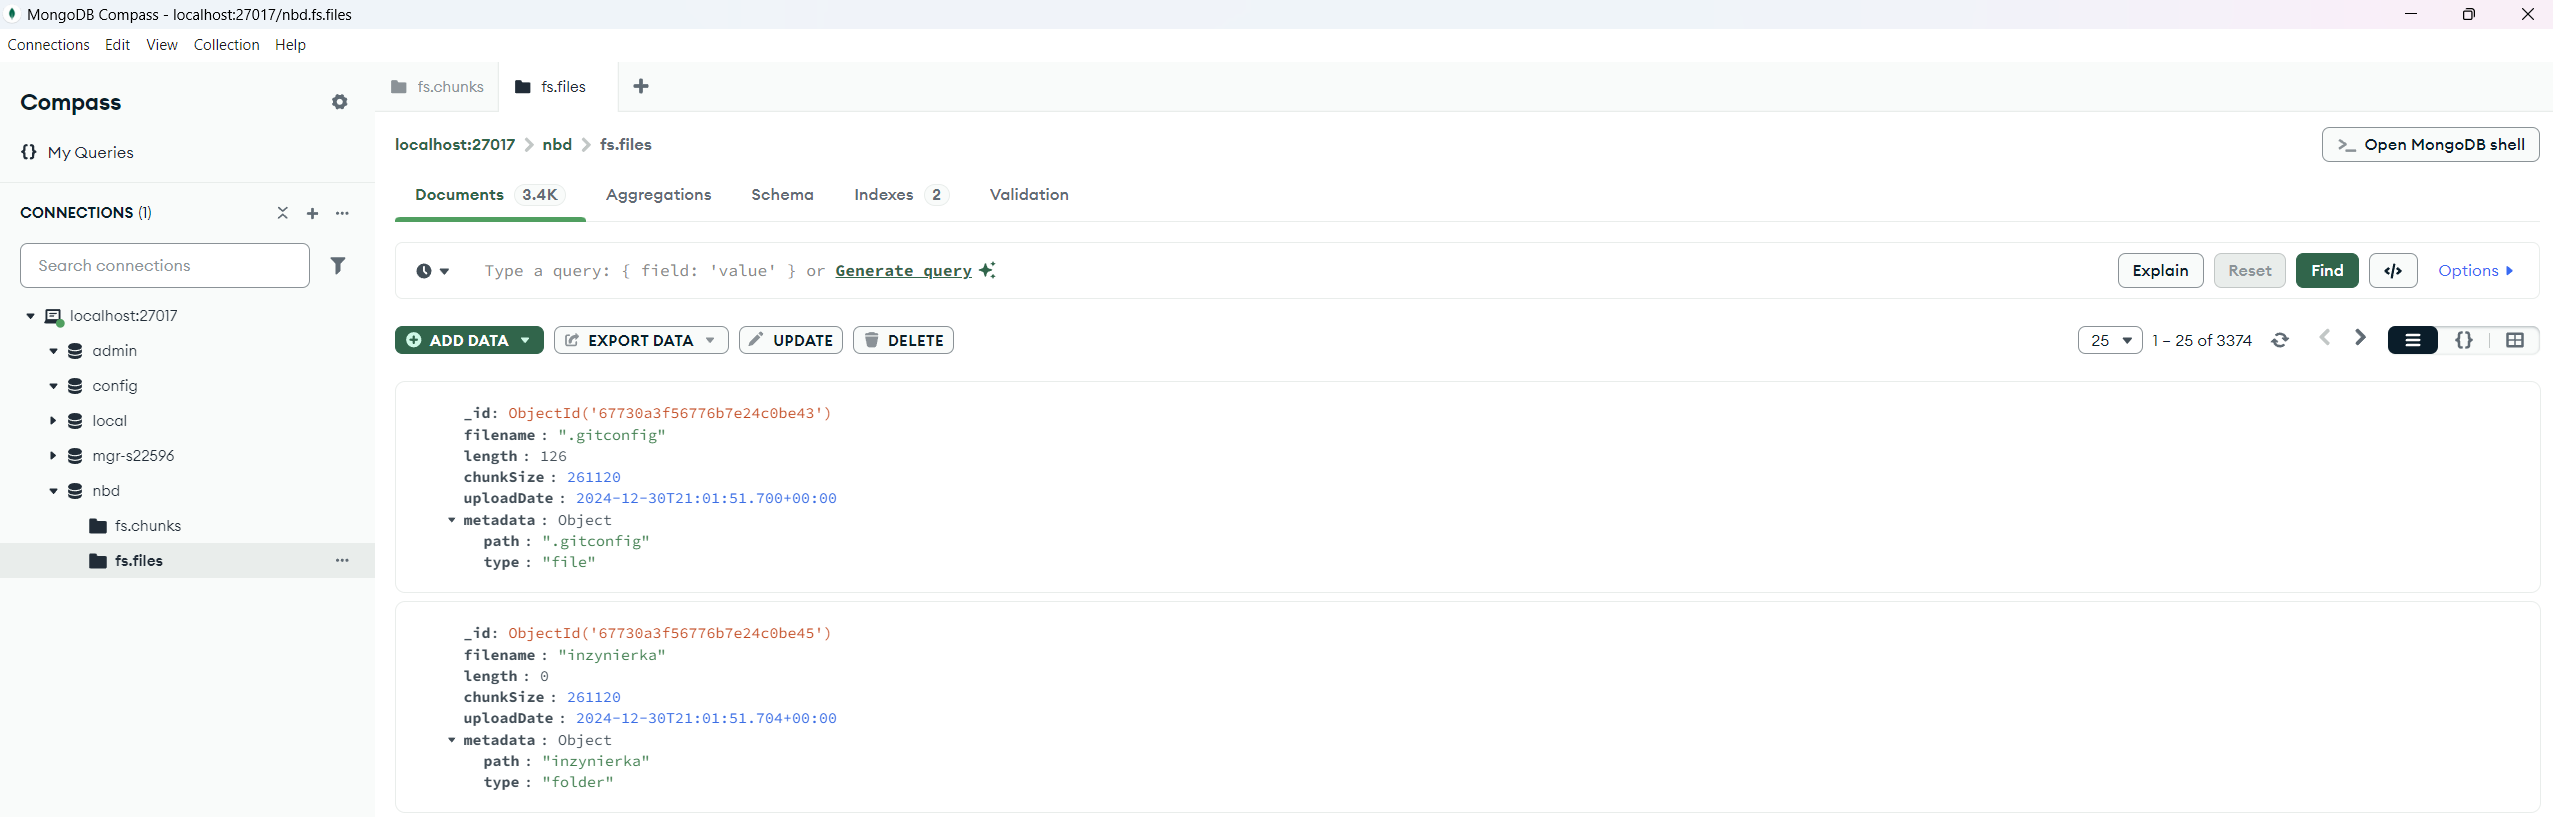 MongoDB Compass - localhost:27017/nbd.fs.files
Connections Edit View Collection Help
Compass
{} My Queries
CONNECTIONS (1)
Search connections
localhost:27017
admin
config
local
mgr-s22596
nbd
fs.chunks
fs.files
fs.chunks fs.files
localhost:27017 > nbd > fs.files
>_ Open MongoDB shell
Documents 3.4K Aggregations Schema Indexes 2 Validation
Type a query: { field: 'value' } or Generate query
Explain Reset Find </> Options
ADD DATA EXPORT DATA UPDATE DELETE
25 1 – 25 of 3374 {}
_id: ObjectId('67730a3f56776b7e24c0be43')
filename : ".gitconfig"
length : 126
chunkSize : 261120
uploadDate : 2024-12-30T21:01:51.700+00:00
metadata : Object
path : ".gitconfig"
type : "file"
_id: ObjectId('67730a3f56776b7e24c0be45')
filename : "inzynierka"
length : 0
chunkSize : 261120
uploadDate : 2024-12-30T21:01:51.704+00:00
metadata : Object
path : "inzynierka"
type : "folder"